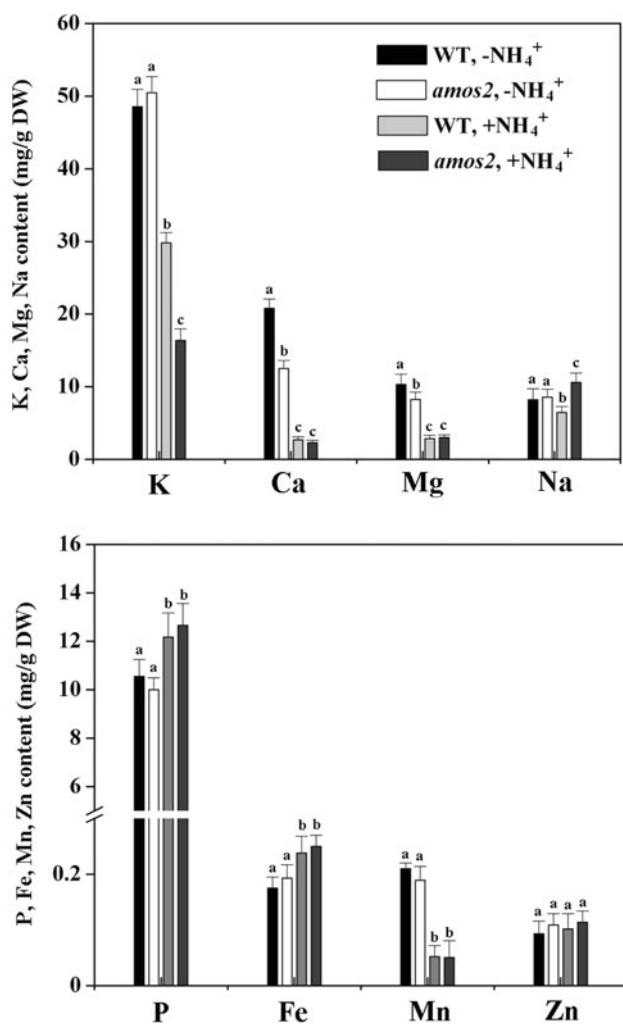 K, Ca, Mg, Na content (mg/g DW)
60
50
40
30
20
10
0
WT, -NH₄⁺
amos2, -NH₄⁺
WT, +NH₄⁺
amos2, +NH₄⁺
a a b c
a b c c
a b c c
a a b c
K Ca Mg Na
P, Fe, Mn, Zn content (mg/g DW)
16
14
12
10
8
6
0.2
0
a a b b
a a b b
a a b b
a a a a
P Fe Mn Zn